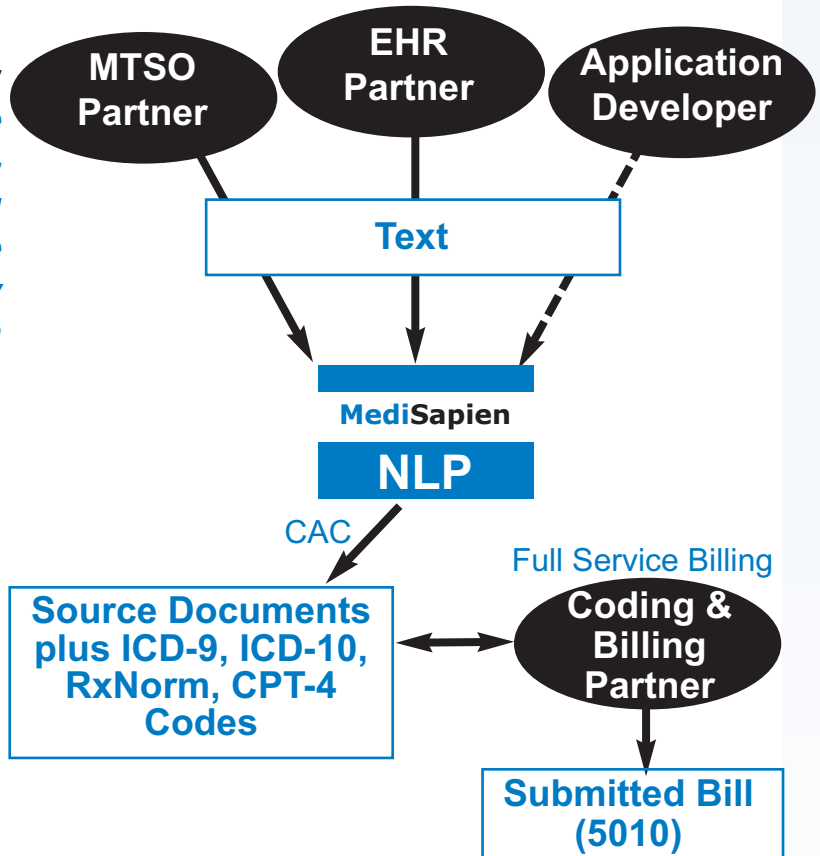 MTSO
Partner
EHR
Partner
Application
Developer
Text
MediSapien
NLP
CAC
Full Service Billing
Source Documents
plus ICD-9, ICD-10,
RxNorm, CPT-4
Codes
Coding &
Billing
Partner
Submitted Bill
(5010)